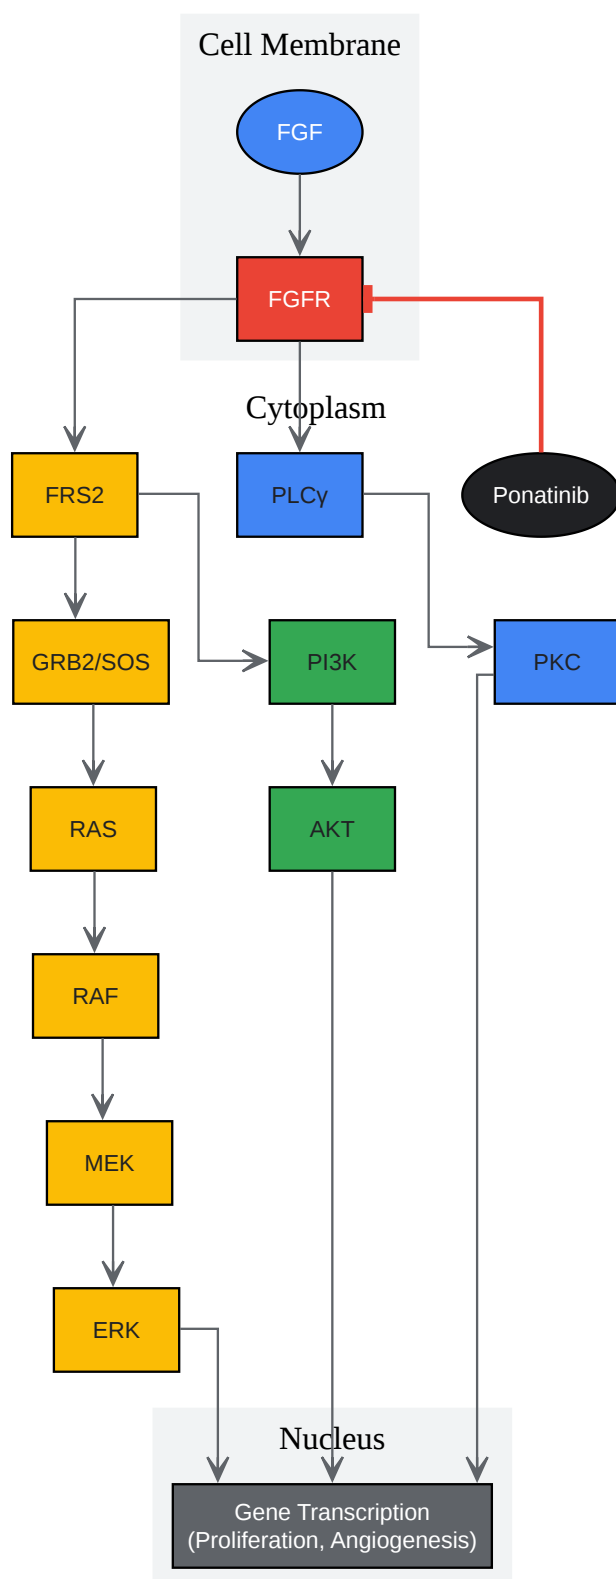 Cell Membrane
FGF
FGFR
Cytoplasm
FRS2
PLCγ
Ponatinib
GRB2/SOS
PI3K
PKC
RAS
AKT
RAF
MEK
ERK
Nucleus
Gene Transcription
(Proliferation, Angiogenesis)